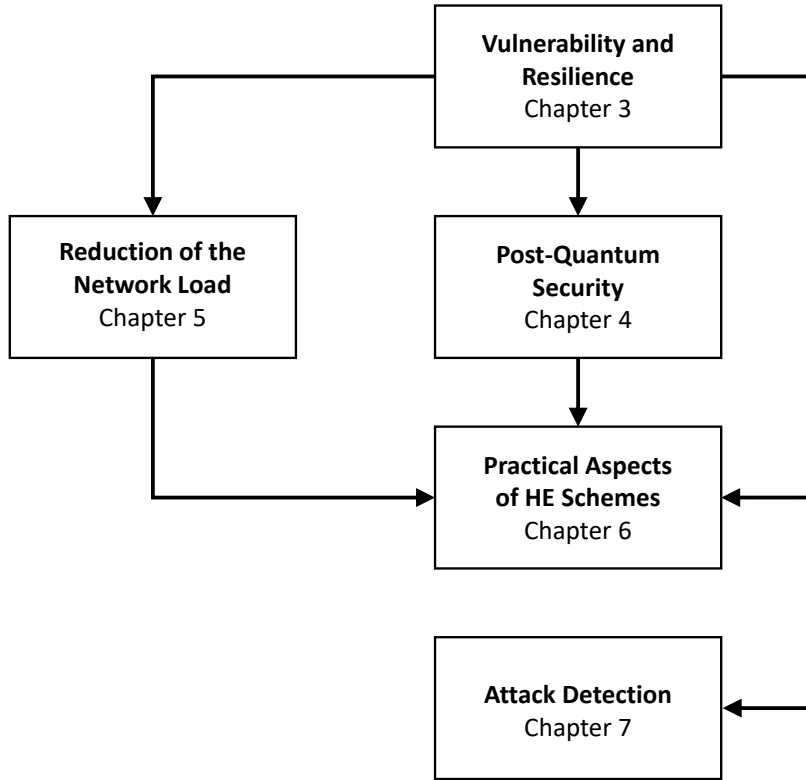 Vulnerability and
Resilience
Chapter 3
Reduction of the
Network Load
Chapter 5
Post-Quantum
Security
Chapter 4
Practical Aspects
of HE Schemes
Chapter 6
Attack Detection
Chapter 7